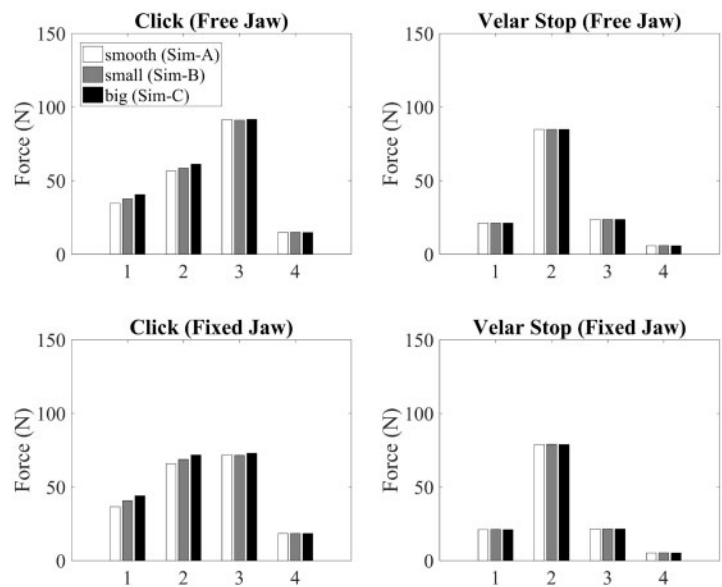 Click (Free Jaw)
150
100
50
0
Force (N)
smooth (Sim-A)
small (Sim-B)
big (Sim-C)
1 2 3 4
Velar Stop (Free Jaw)
150
100
50
0
Force (N)
1 2 3 4
Click (Fixed Jaw)
150
100
50
0
Force (N)
1 2 3 4
Velar Stop (Fixed Jaw)
150
100
50
0
Force (N)
1 2 3 4